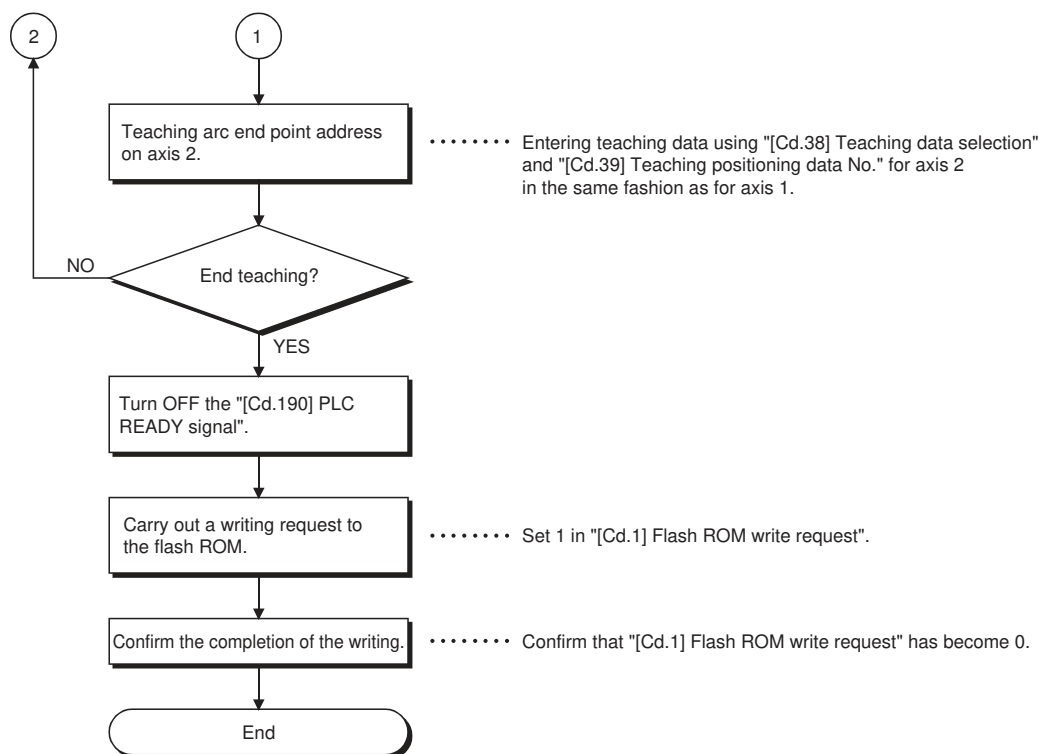 2
1
Teaching arc end point address
on axis 2.
Entering teaching data using "[Cd.38] Teaching data selection"
and "[Cd.39] Teaching positioning data No." for axis 2
in the same fashion as for axis 1.
NO
End teaching?
YES
Turn OFF the "[Cd.190] PLC
READY signal".
Carry out a writing request to
the flash ROM.
Set 1 in "[Cd.1] Flash ROM write request".
Confirm the completion of the writing.
Confirm that "[Cd.1] Flash ROM write request" has become 0.
End